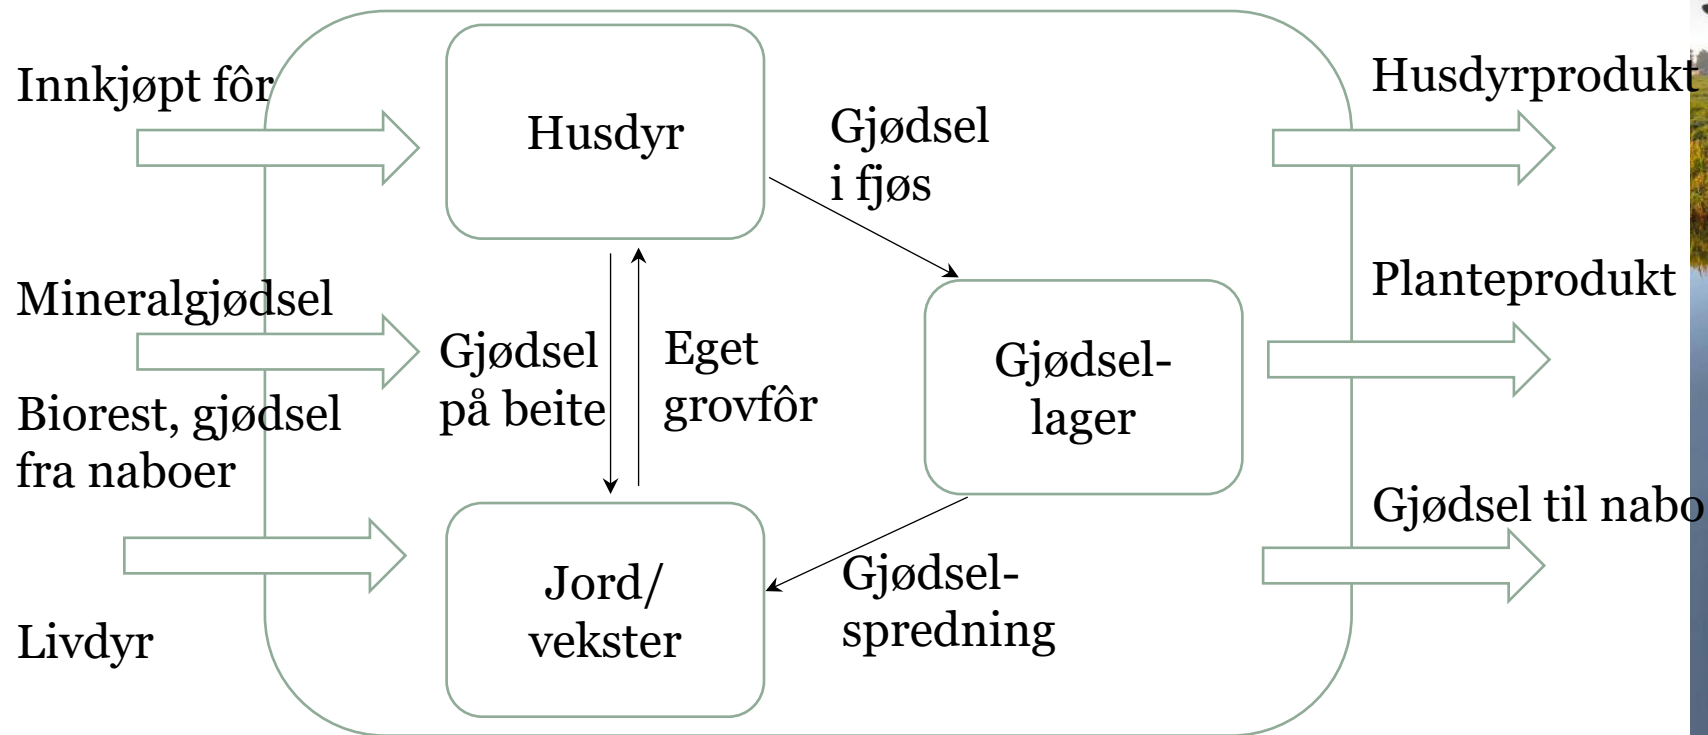 Innkjøpt fôr
Mineralgjødsel
Biorest, gjødsel
fra naboer
Livdyr
Husdyr
Gjødsel
i fjøs
Gjødsel
på beite
Eget
grovfôr
Gjødsel-
lager
Jord/
vekster
Gjødsel-
spredning
Husdyrprodukt
Planteprodukt
Gjødsel til nabo